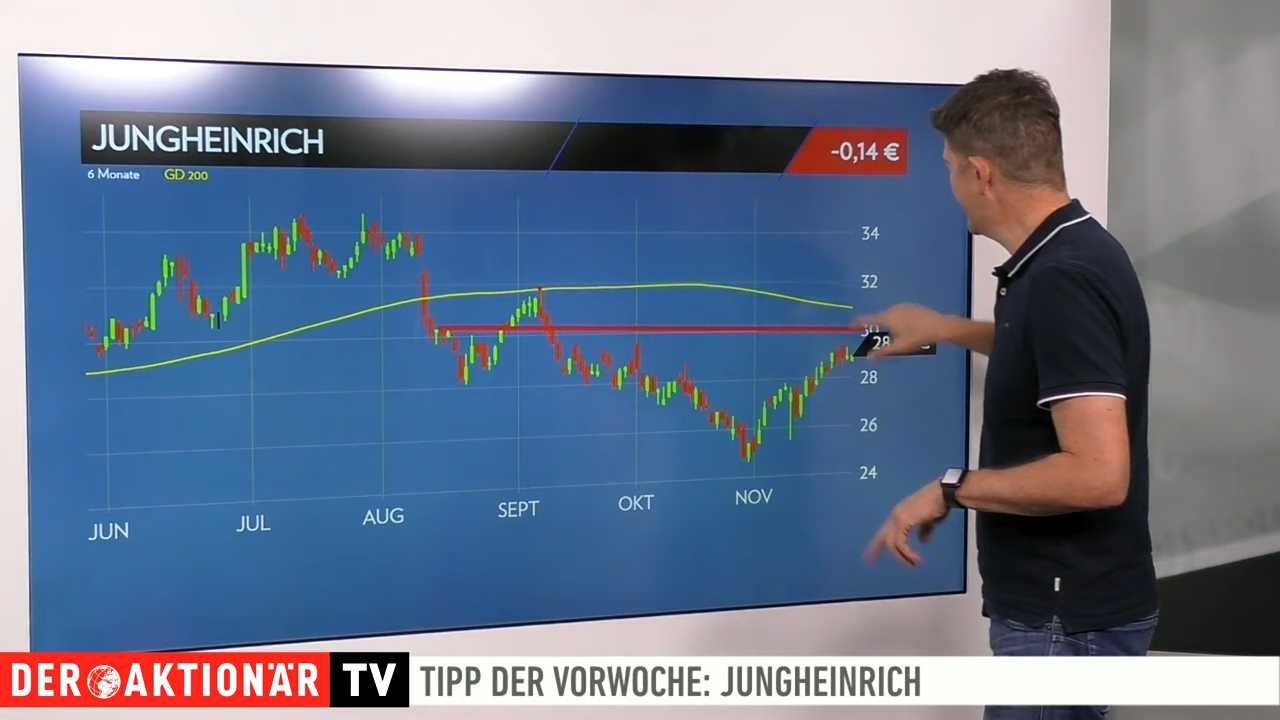 JUNGHEINRICH
-0,14 €
6 Monate GD 200
34
32
30
28
28
26
24
JUN JUL AUG SEPT OKT NOV
DER AKTIONÄR TV TIPP DER VORWOCHE: JUNGHEINRICH